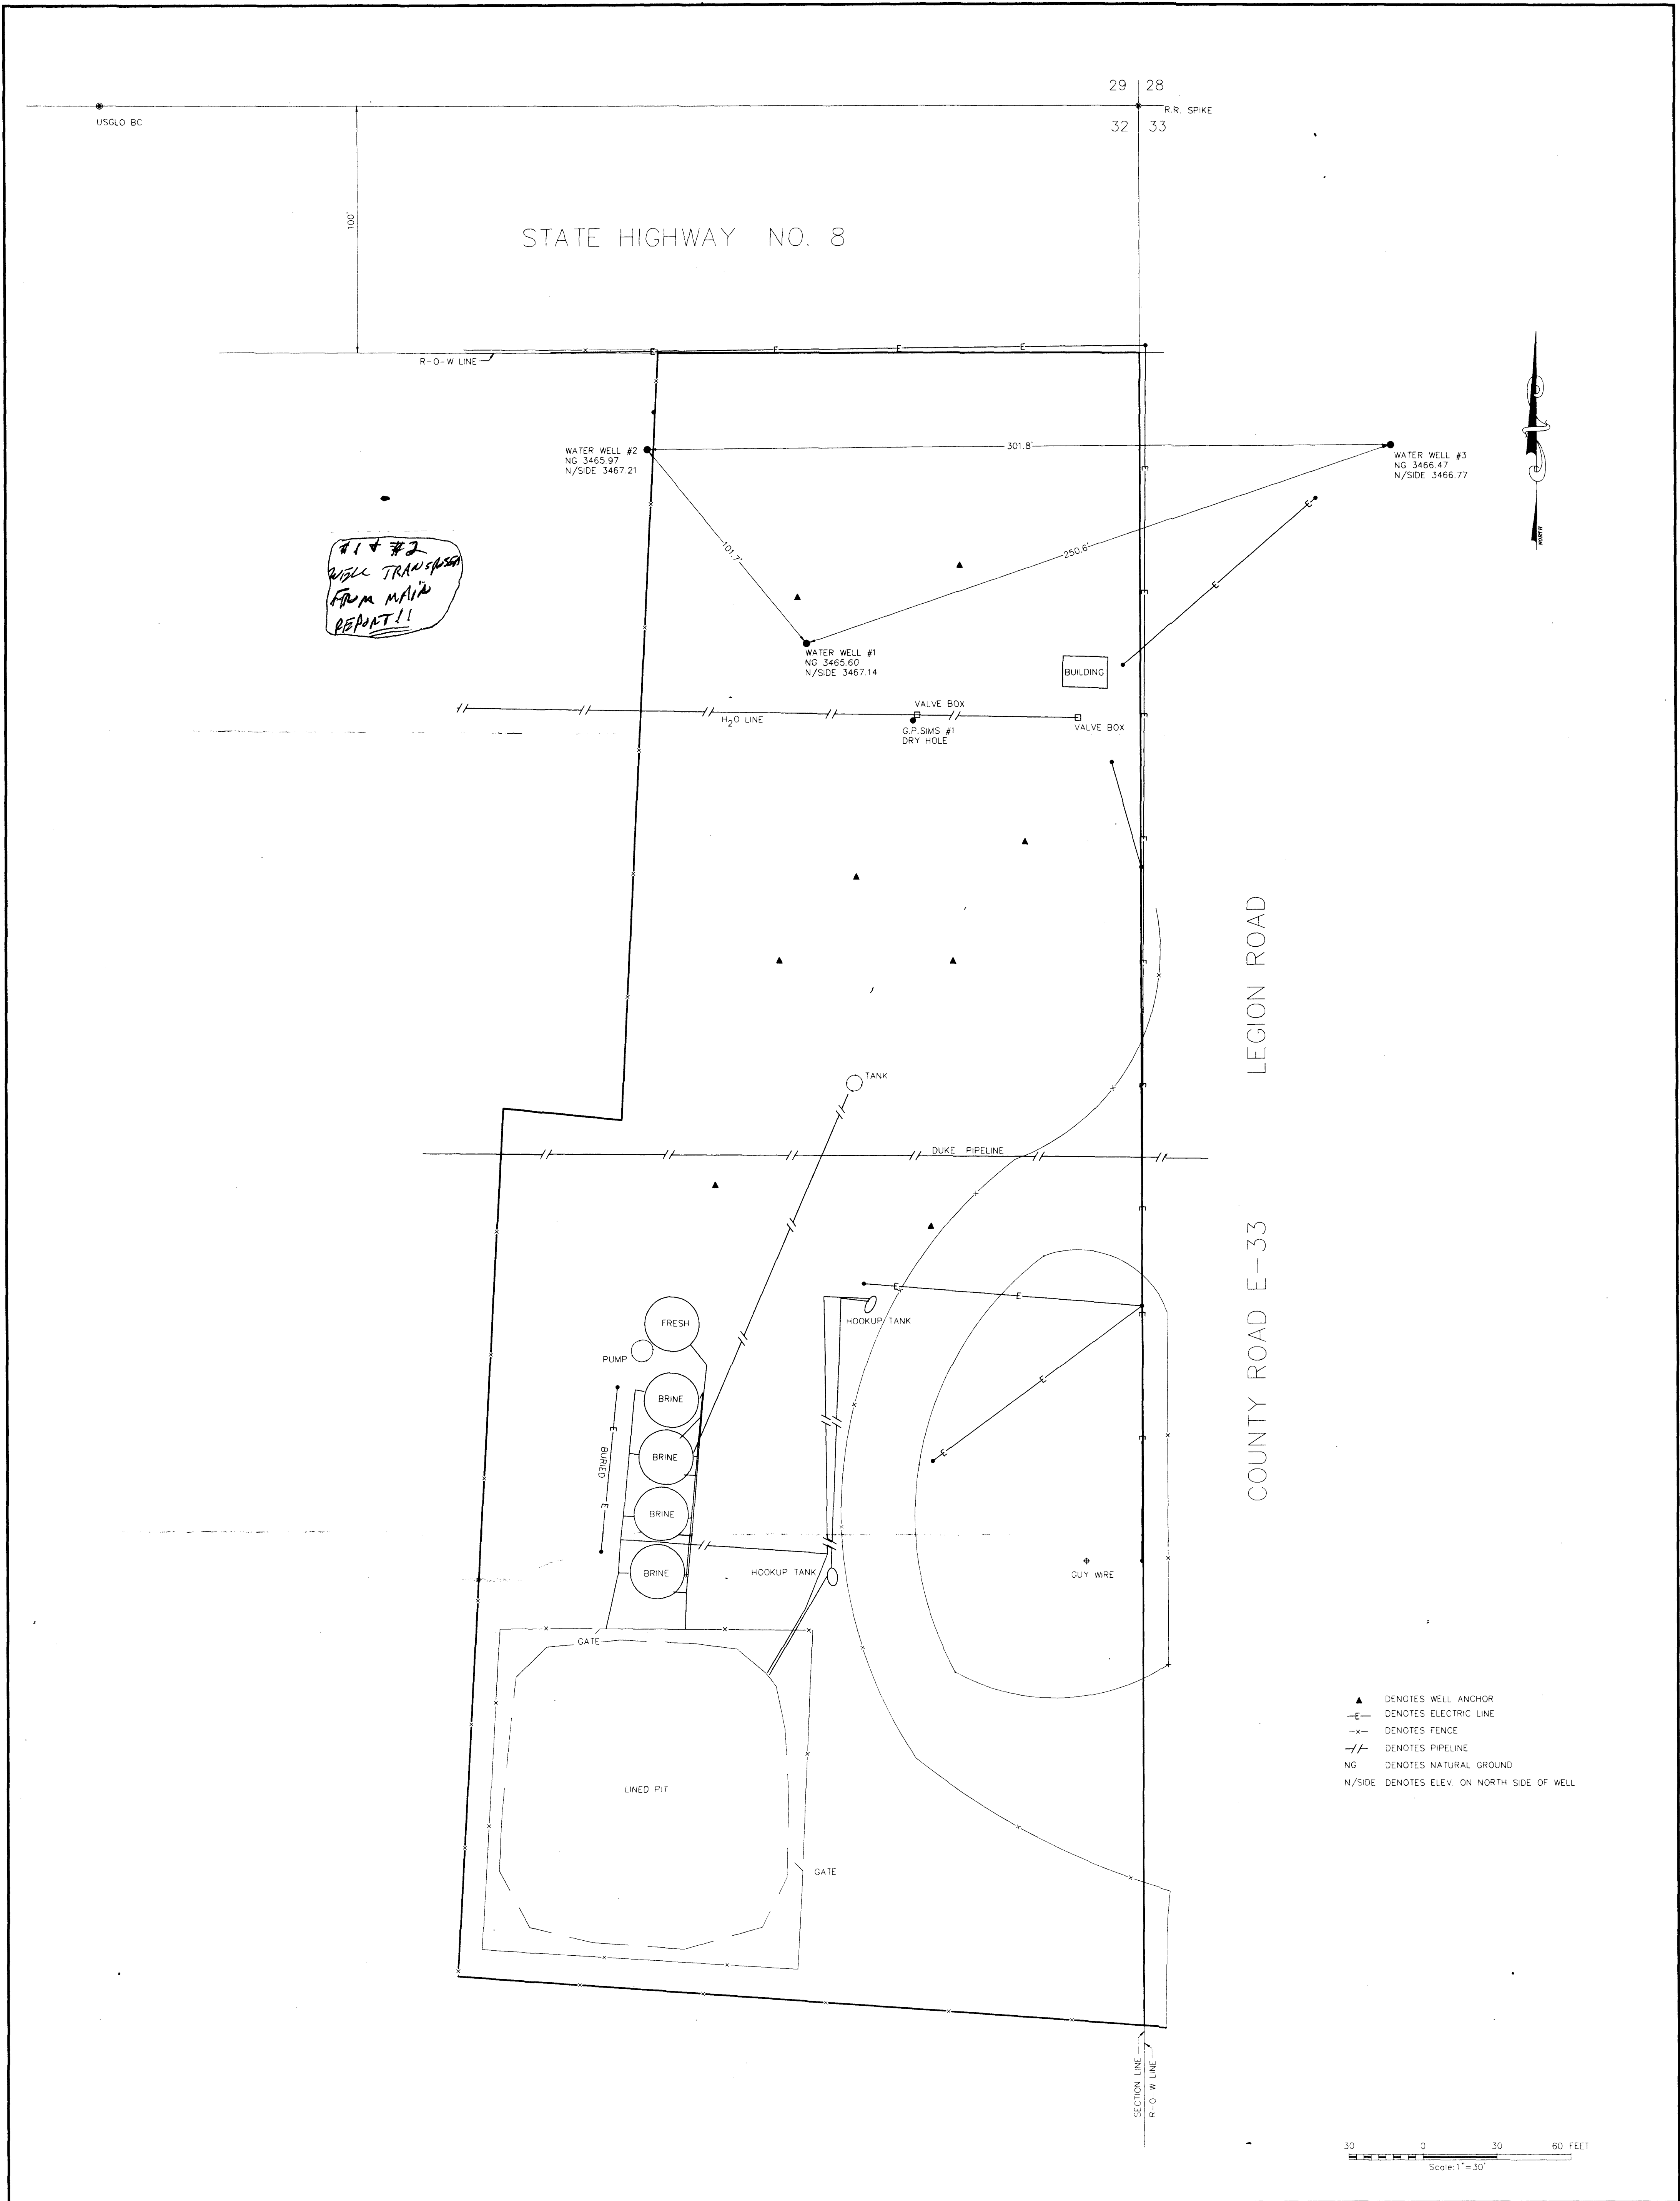 29 28
USGLO BC
R.R. SPIKE
32 33
100'
STATE HIGHWAY NO. 8
R-O-W LINE
WATER WELL #2
NG 3465.97
N/SIDE 3467.21
301.8'
WATER WELL #3
NG 3466.47
N/SIDE 3466.77
NORTH
#1 & #2
WELL TRANSPOSED
FROM MAIN
REPORT!!
101.7'
250.6'
WATER WELL #1
NG 3465.60
N/SIDE 3467.14
BUILDING
H2O LINE
VALVE BOX
VALVE BOX
G.P.SIMS #1
DRY HOLE
LEGION ROAD
TANK
DUKE PIPELINE
COUNTY ROAD E-33
FRESH
PUMP
HOOKUP TANK
BRINE
BRINE
BURIED
BRINE
BRINE
HOOKUP TANK
GUY WIRE
GATE
LINED PIT
GATE
▲ DENOTES WELL ANCHOR
—E— DENOTES ELECTRIC LINE
—x— DENOTES FENCE
—//— DENOTES PIPELINE
NG DENOTES NATURAL GROUND
N/SIDE DENOTES ELEV. ON NORTH SIDE OF WELL
SECTION LINE
R-O-W LINE
30 0 30 60 FEET
Scale:1"=30'